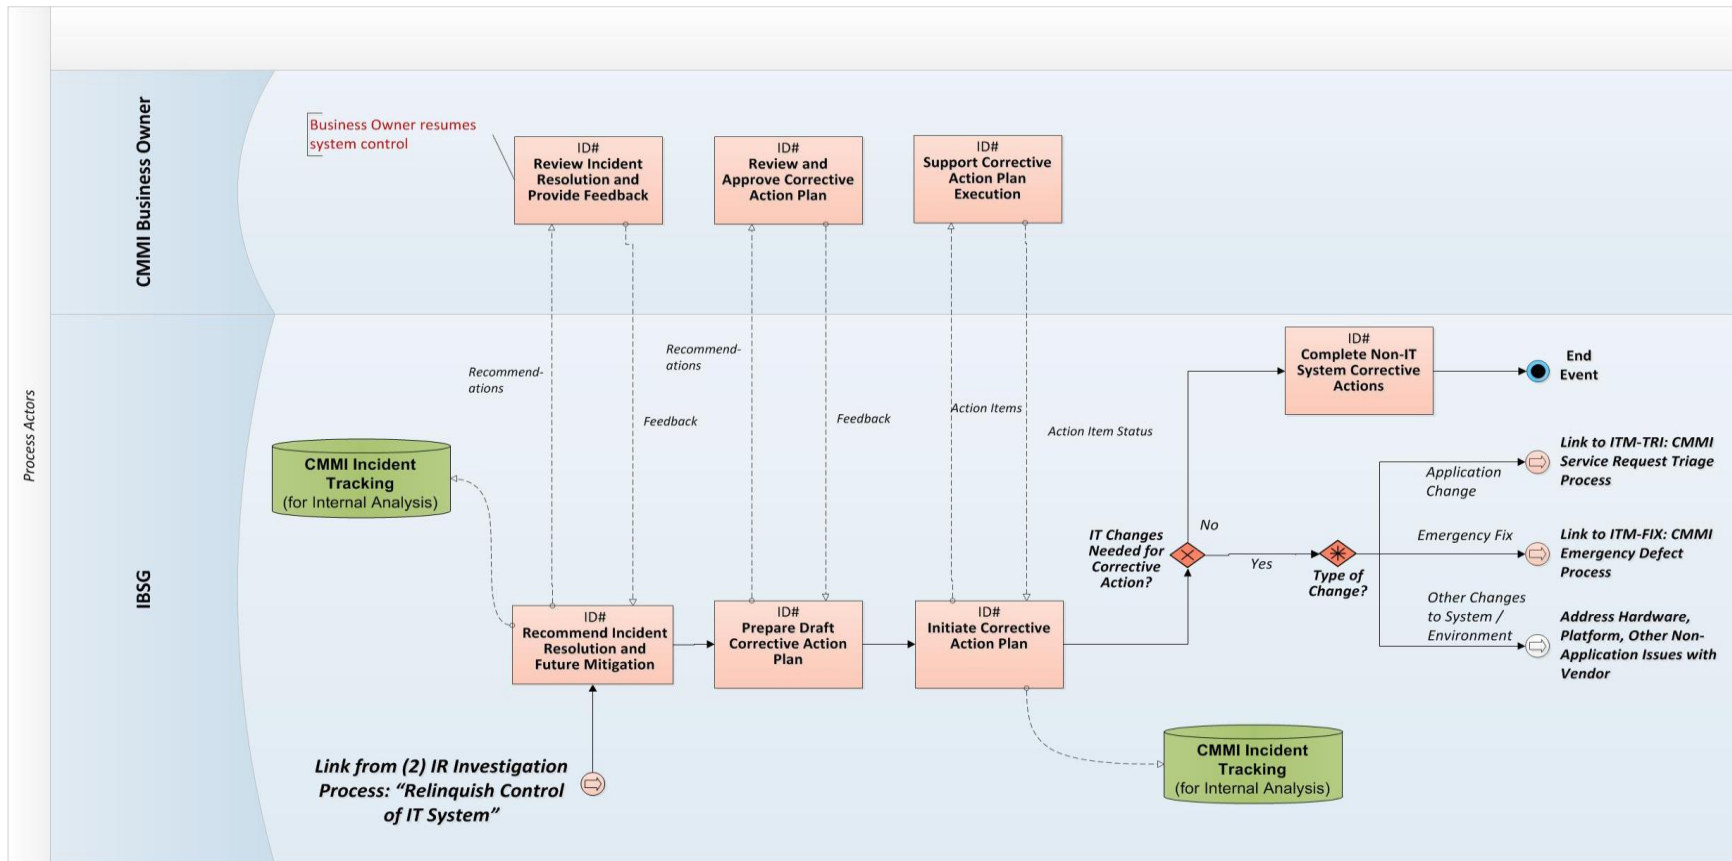 Process Actors
CMMI Business Owner
Business Owner resumes
system control
ID#
Review Incident
Resolution and
Provide Feedback
ID#
Review and
Approve Corrective
Action Plan
ID#
Support Corrective
Action Plan
Execution
IBSG
Recommend-
ations
Feedback
Recommend-
ations
Feedback
Action Items
Action Item Status
ID#
Complete Non-IT
System Corrective
Actions
End
Event
CMMI Incident
Tracking
(for Internal Analysis)
ID#
Recommend Incident
Resolution and
Future Mitigation
ID#
Prepare Draft
Corrective Action
Plan
ID#
Initiate Corrective
Action Plan
IT Changes
Needed for
Corrective
Action?
No
Yes
Type of
Change?
Application
Change
Link to ITM-TRI: CMMI
Service Request Triage
Process
Emergency Fix
Link to ITM-FIX: CMMI
Emergency Defect
Process
Other Changes
to System /
Environment
Address Hardware,
Platform, Other Non-
Application Issues with
Vendor
Link from (2) IR Investigation
Process: “Relinquish Control
of IT System”
CMMI Incident
Tracking
(for Internal Analysis)